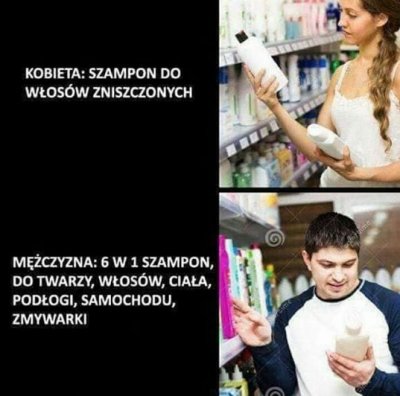 KOBIETA: SZAMPON DO
WŁOSÓW ZNISZCZONYCH
MĘŻCZYZNA: 6 W 1 SZAMPON,
DO TWARZY, WŁOSÓW, CIAŁA,
PODŁOGI, SAMOCHODU,
ZMYWARKI